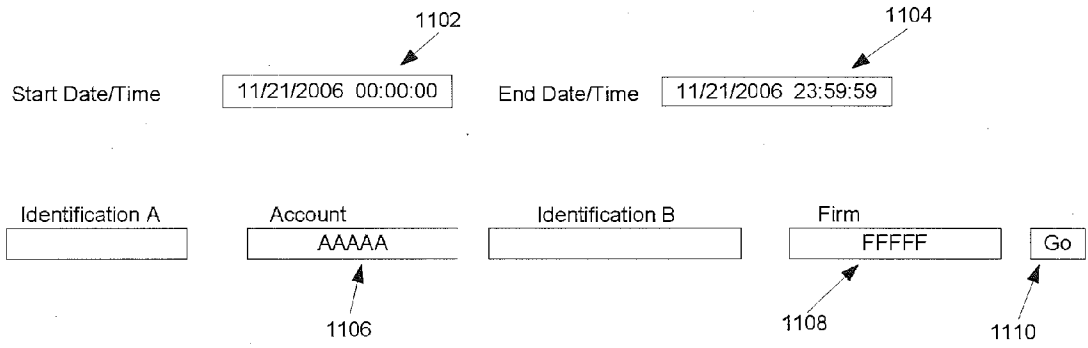 1102
1104
Start Date/Time 11/21/2006 00:00:00 End Date/Time 11/21/2006 23:59:59
Identification A Account Identification B Firm
AAAAA FFFFF Go
1106 1108 1110